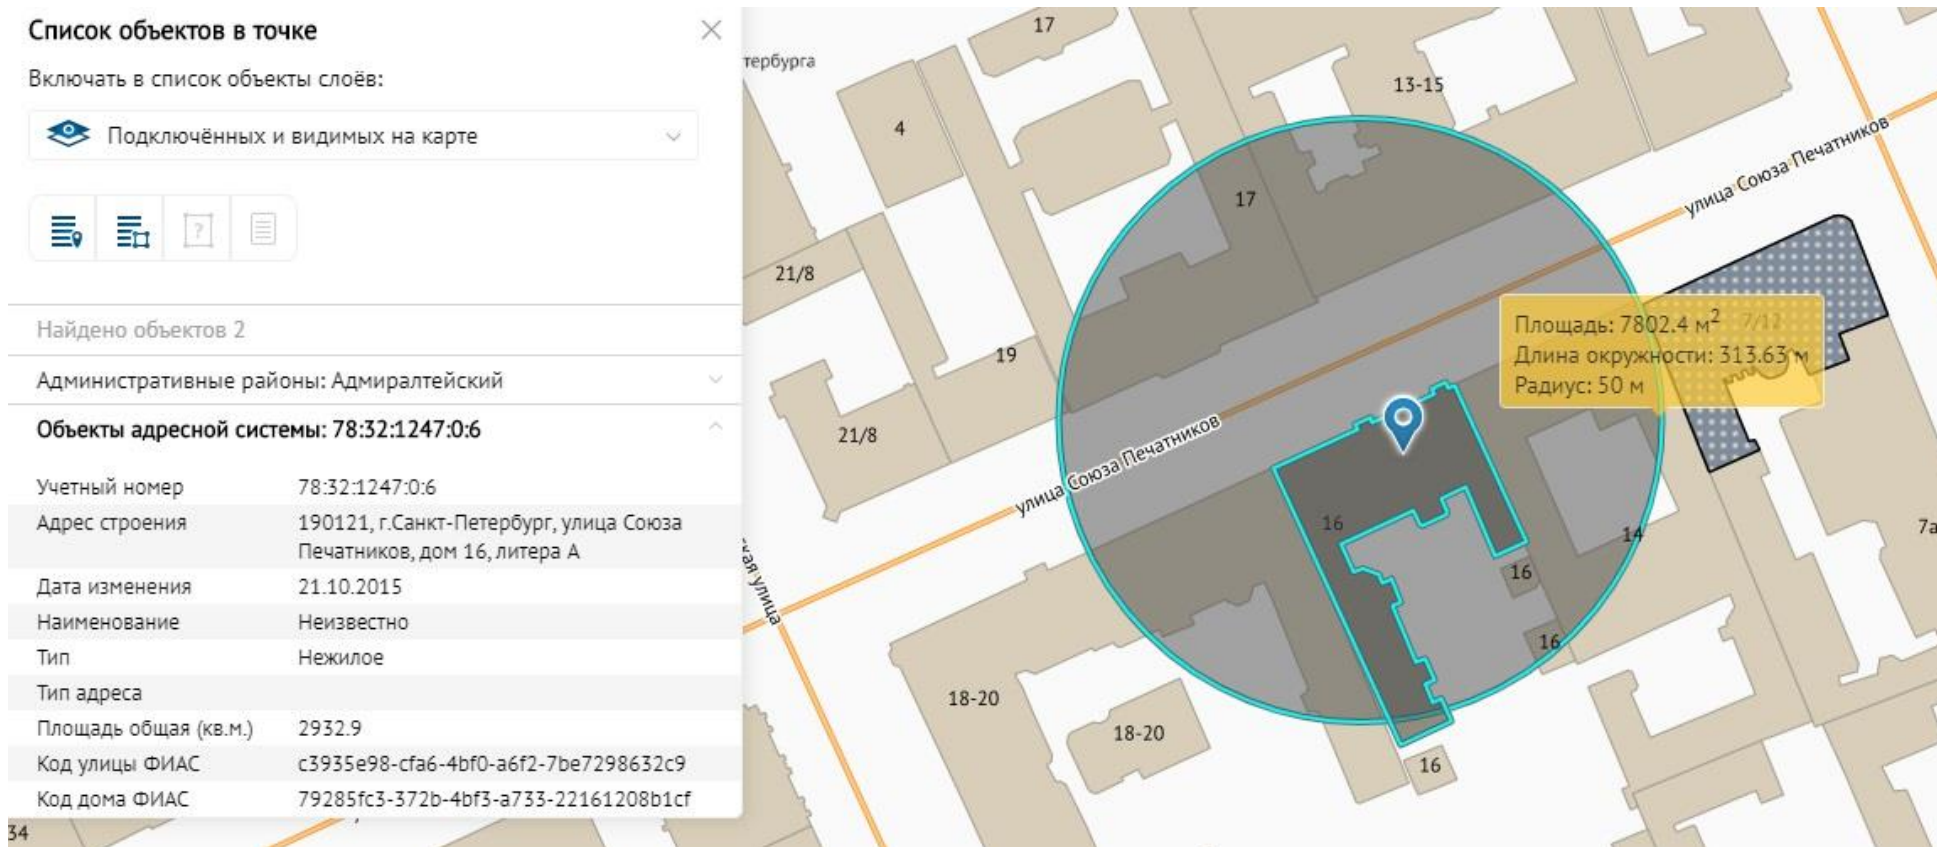 Список объектов в точке
Включать в список объекты слоёв:
Подключённых и видимых на карте
Найдено объектов 2
Административные районы: Адмиралтейский
Объекты адресной системы: 78:32:1247:0:6
Учетный номер 78:32:1247:0:6
Адрес строения 190121, г.Санкт-Петербург, улица Союза
Печатников, дом 16, литера А
Дата изменения 21.10.2015
Наименование Неизвестно
Тип Нежилое
Тип адреса
Площадь общая (кв.м.) 2932.9
Код улицы ФИАС c3935e98-cfa6-4bf0-a6f2-7be7298632c9
Код дома ФИАС 79285fc3-372b-4bf3-a733-22161208b1cf
34
тербурга
17
13-15
4
17
улица Союза Печатников
21/8
19
21/8
Площадь: 7802.4 м²
7/12
Длина окружности: 313.63 м
Радиус: 50 м
улица Союза Печатников
16
14
7а
16
16
кая улица
18-20
18-20
16